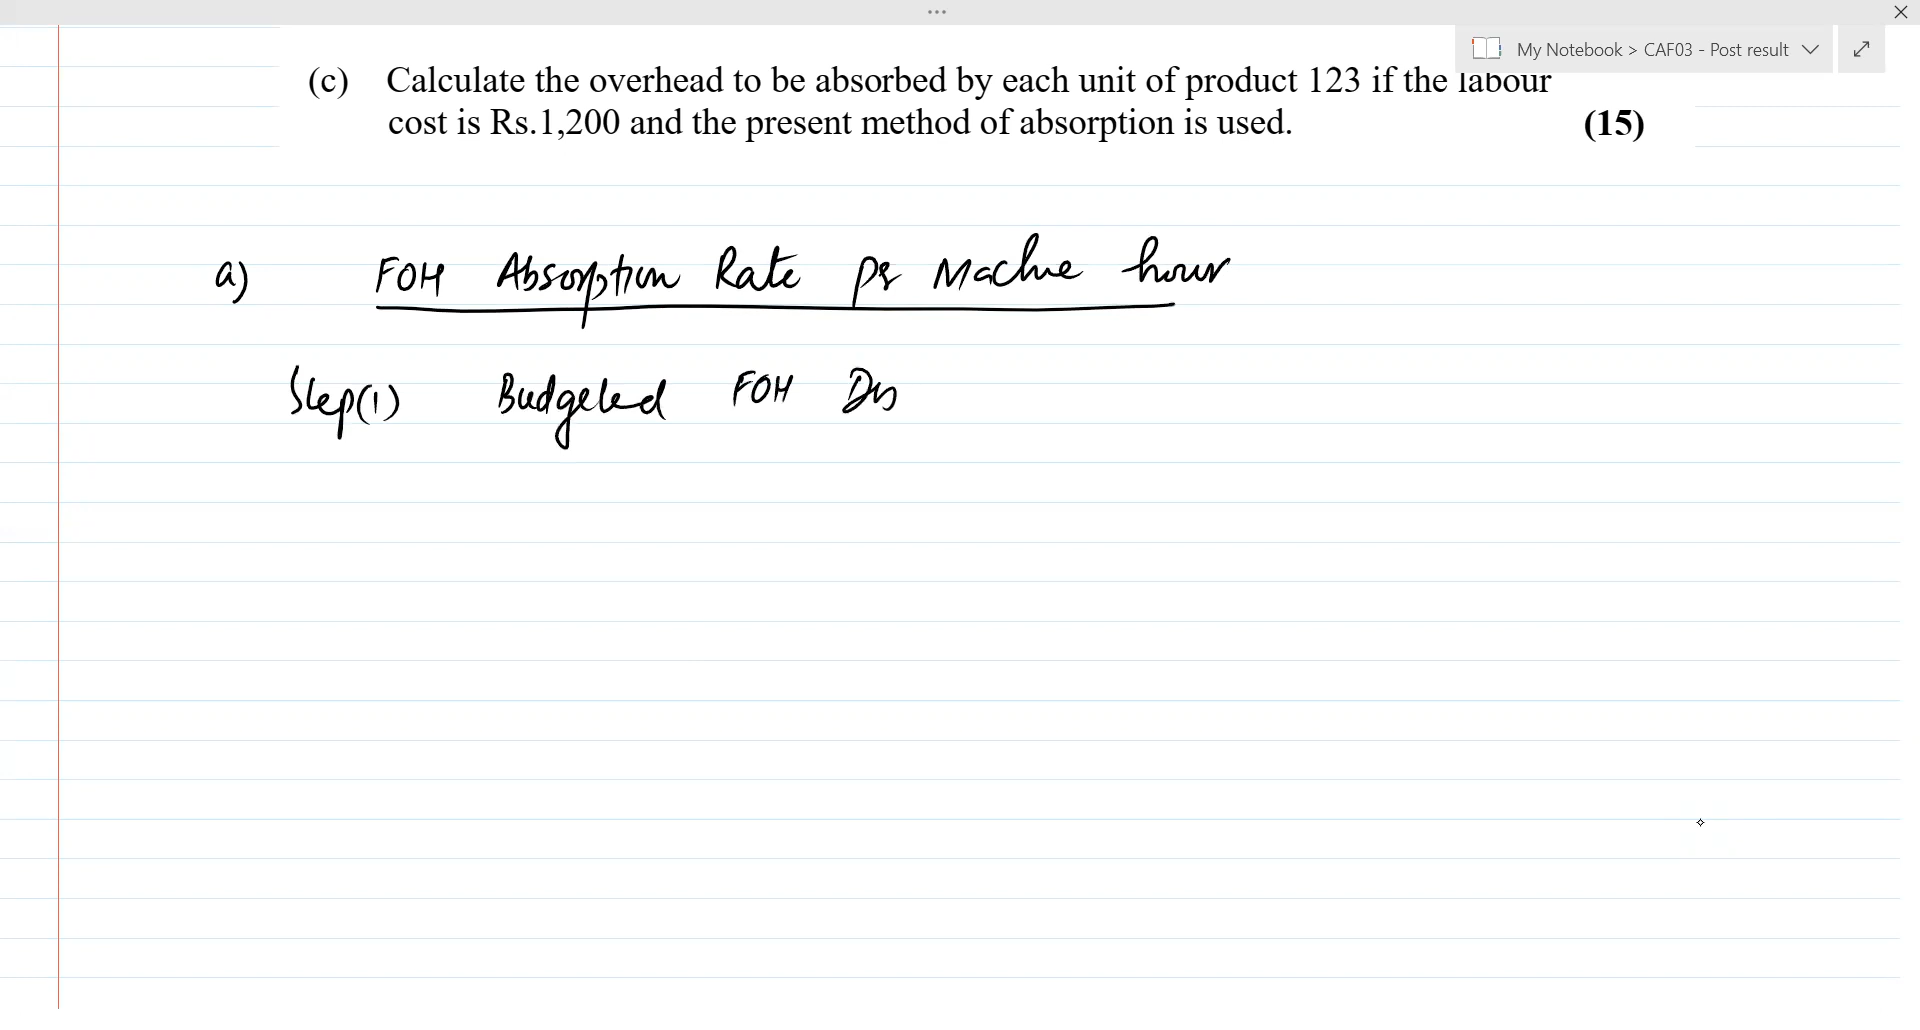 My Notebook > CAF03 - Post result
(c) Calculate the overhead to be absorbed by each unit of product 123 if the labour
cost is Rs.1,200 and the present method of absorption is used. (15)
a) FOH Absorption Rate per Machine hour
Step(1) Budgeted FOH Dis